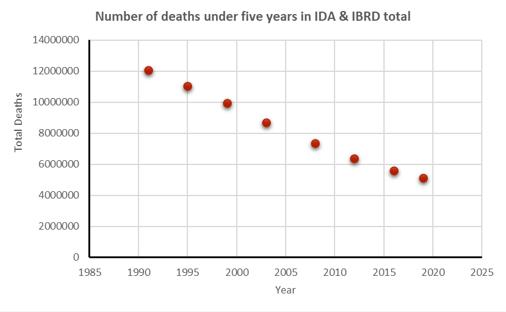 Number of deaths under five years in IDA & IBRD total
14000000
12000000
10000000
8000000
6000000
4000000
2000000
0
Total Deaths
1985 1990 1995 2000 2005 2010 2015 2020 2025
Year